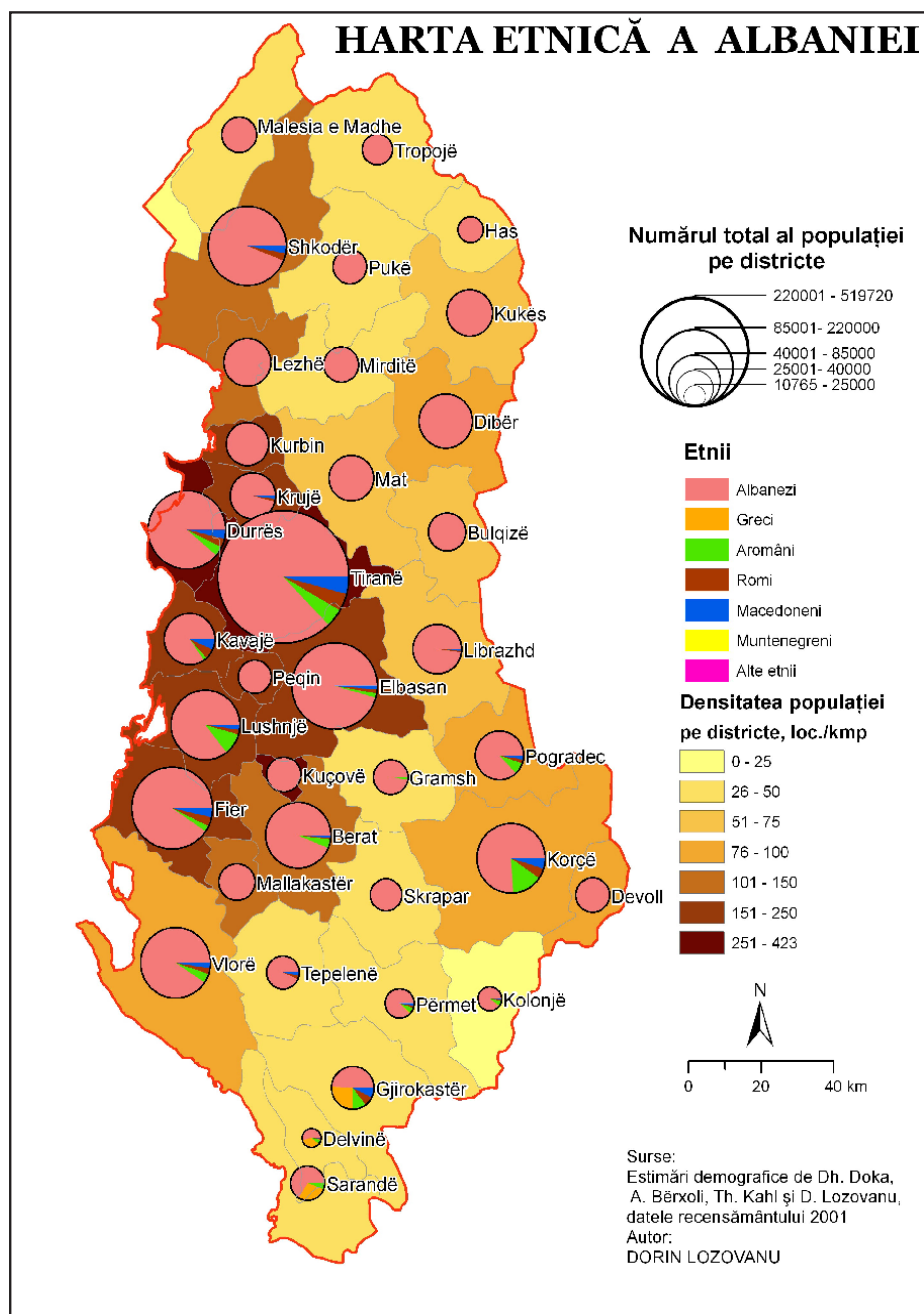 HARTA ETNICĂ A ALBANIEI
Malesia e Madhe
Tropojë
Has
Shkodër
Pukë
Kukës
Lezhë
Mirditë
Dibër
Kurbin
Mat
Krujë
Durrës
Bulqizë
Tiranë
Kavajë
Librazhd
Peqin
Elbasan
Lushnjë
Pogradec
Kuçovë
Gramsh
Fier
Berat
Korçë
Mallakastër
Skrapar
Devoll
Vlorë
Tepelenë
Përmet
Kolonjë
Gjirokastër
Delvinë
Sarandë
Numărul total al populației
pe districte
220001 - 519720
85001 - 220000
40001 - 85000
25001 - 40000
10765 - 25000
Etnii
Albanezi
Greci
Aromâni
Romi
Macedoneni
Muntenegreni
Alte etnii
Densitatea populației
pe districte, loc./kmp
0 - 25
26 - 50
51 - 75
76 - 100
101 - 150
151 - 250
251 - 423
N
0 20 40 km
Surse:
Estimări demografice de Dh. Doka,
A. Bërxoli, Th. Kahl și D. Lozovanu,
datele recensământului 2001
Autor:
DORIN LOZOVANU